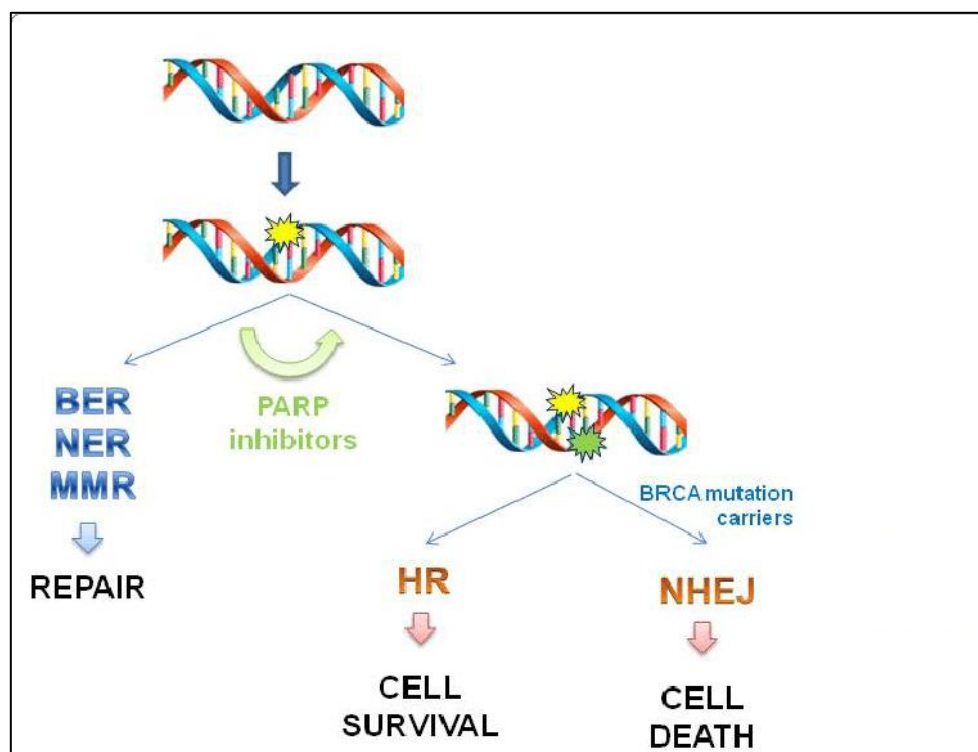 BER
NER
MMR
REPAIR
PARP
inhibitors
BRCA mutation
carriers
HR
CELL
SURVIVAL
NHEJ
CELL
DEATH